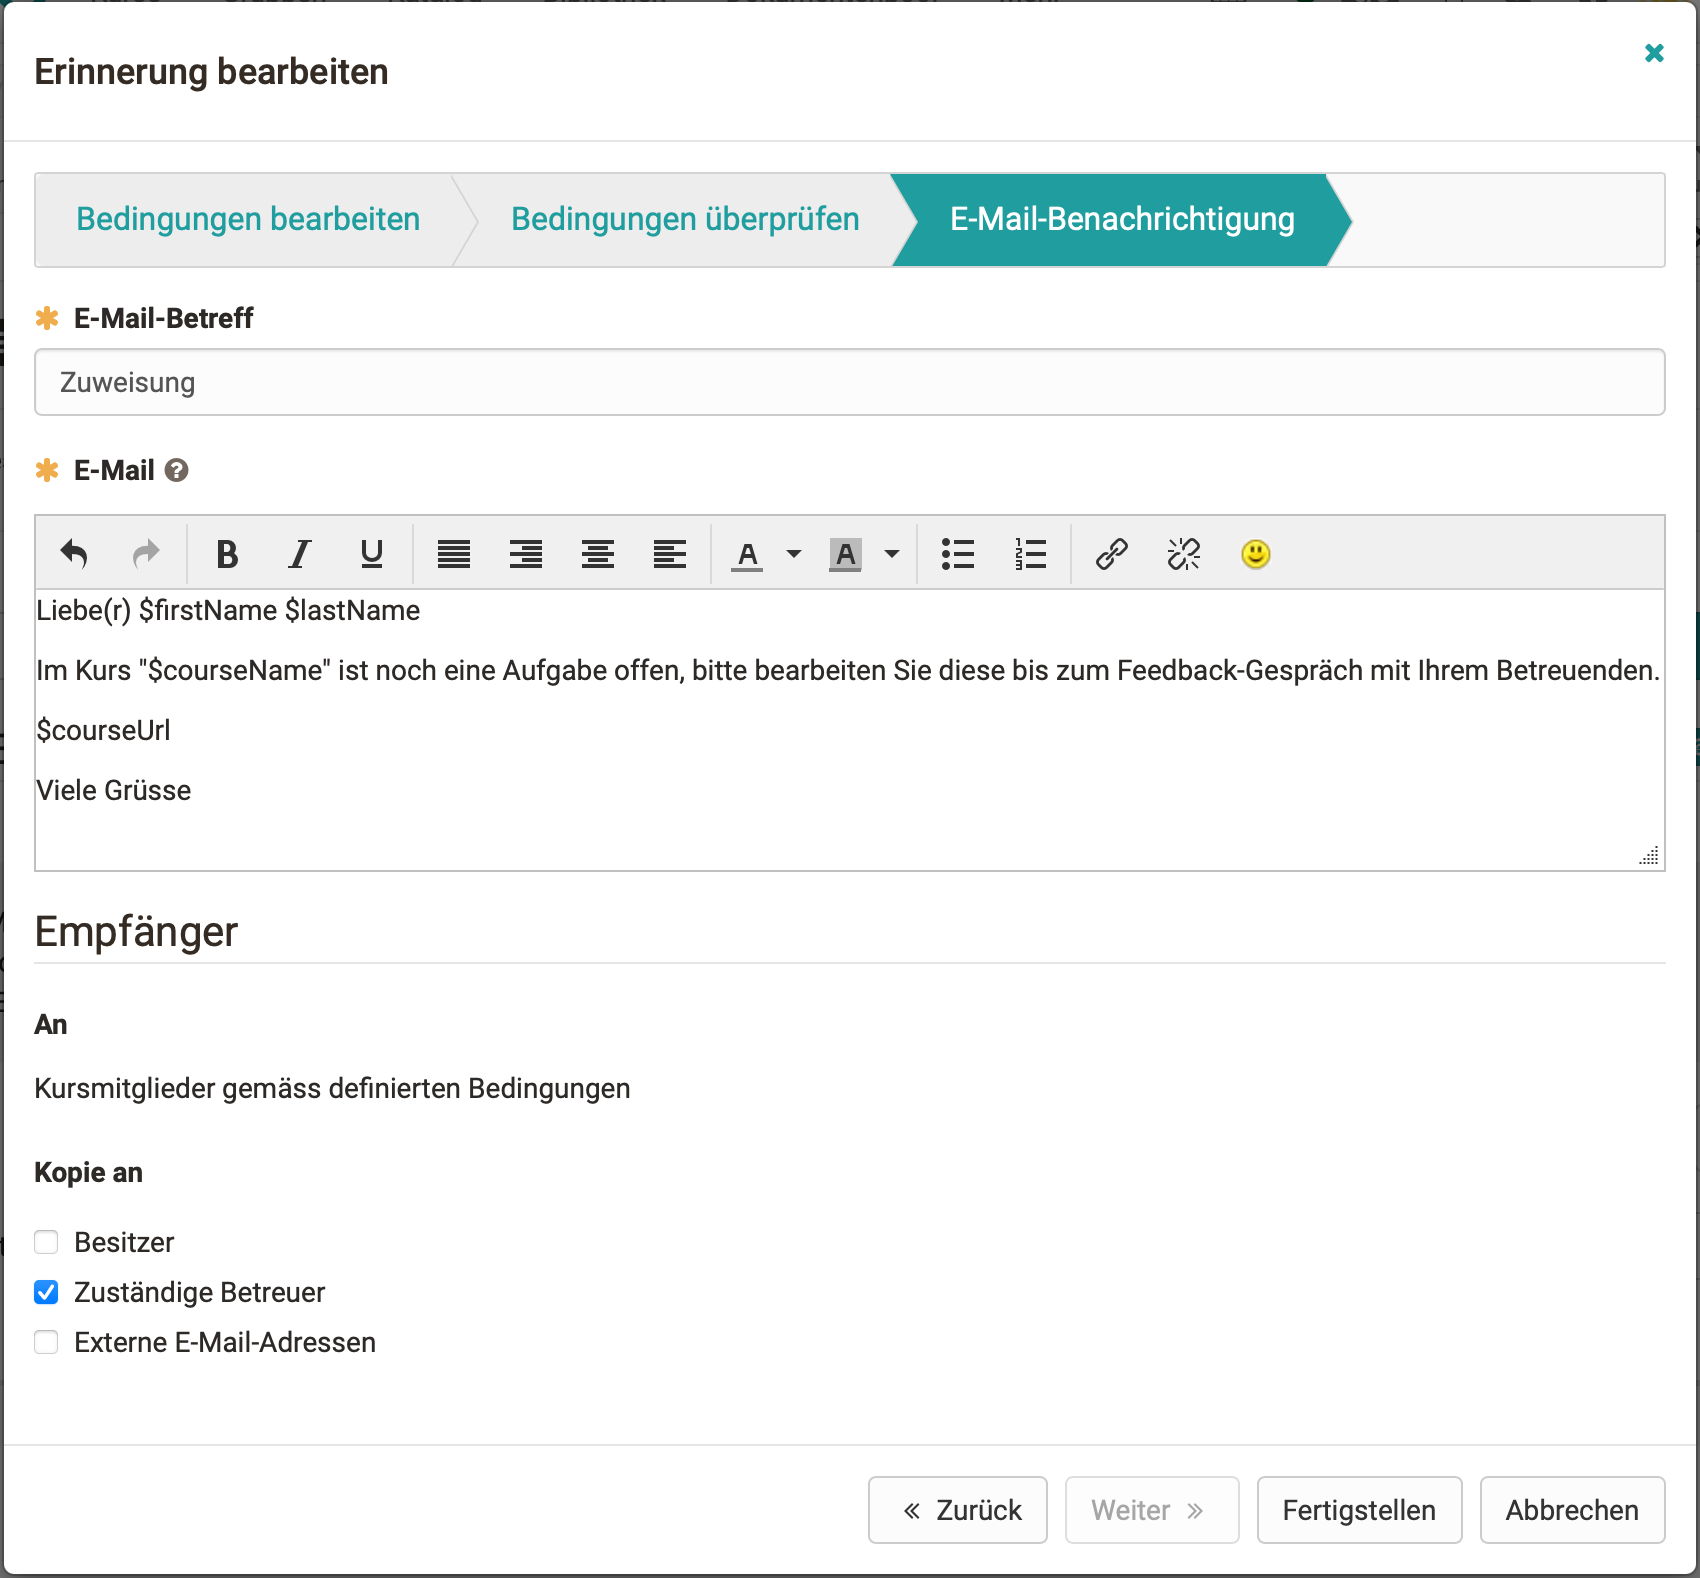 Erinnerung bearbeiten
Bedingungen bearbeiten
Bedingungen überprüfen
E-Mail-Benachrichtigung
E-Mail-Betreff
Zuweisung
E-Mail
Liebe(r) $firstName $lastName
Im Kurs "$courseName" ist noch eine Aufgabe offen, bitte bearbeiten Sie diese bis zum Feedback-Gespräch mit Ihrem Betreuenden.
$courseUrl
Viele Grüsse
Empfänger
An
Kursmitglieder gemäss definierten Bedingungen
Kopie an
Besitzer
Zuständige Betreuer
Externe E-Mail-Adressen
« Zurück
Weiter »
Fertigstellen
Abbrechen